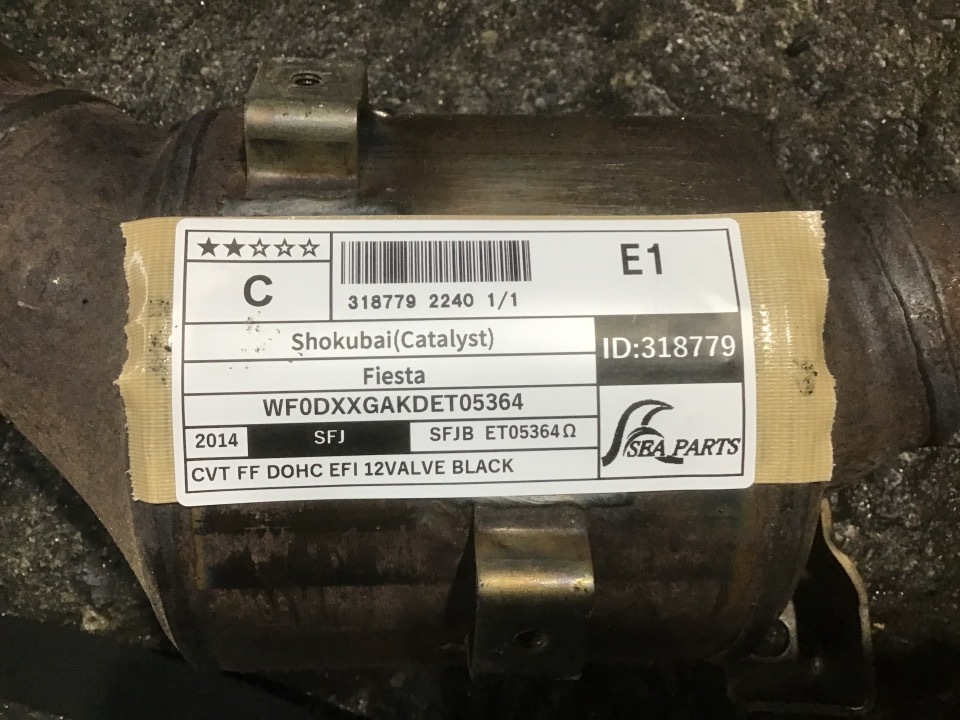 ★★☆☆☆
C
318779 2240 1/1
E1
Shokubai(Catalyst)
ID:318779
Fiesta
WF0DXXGAKDET05364
2014 SFJ SFJB ET05364Ω
SEA PARTS
CVT FF DOHC EFI 12VALVE BLACK